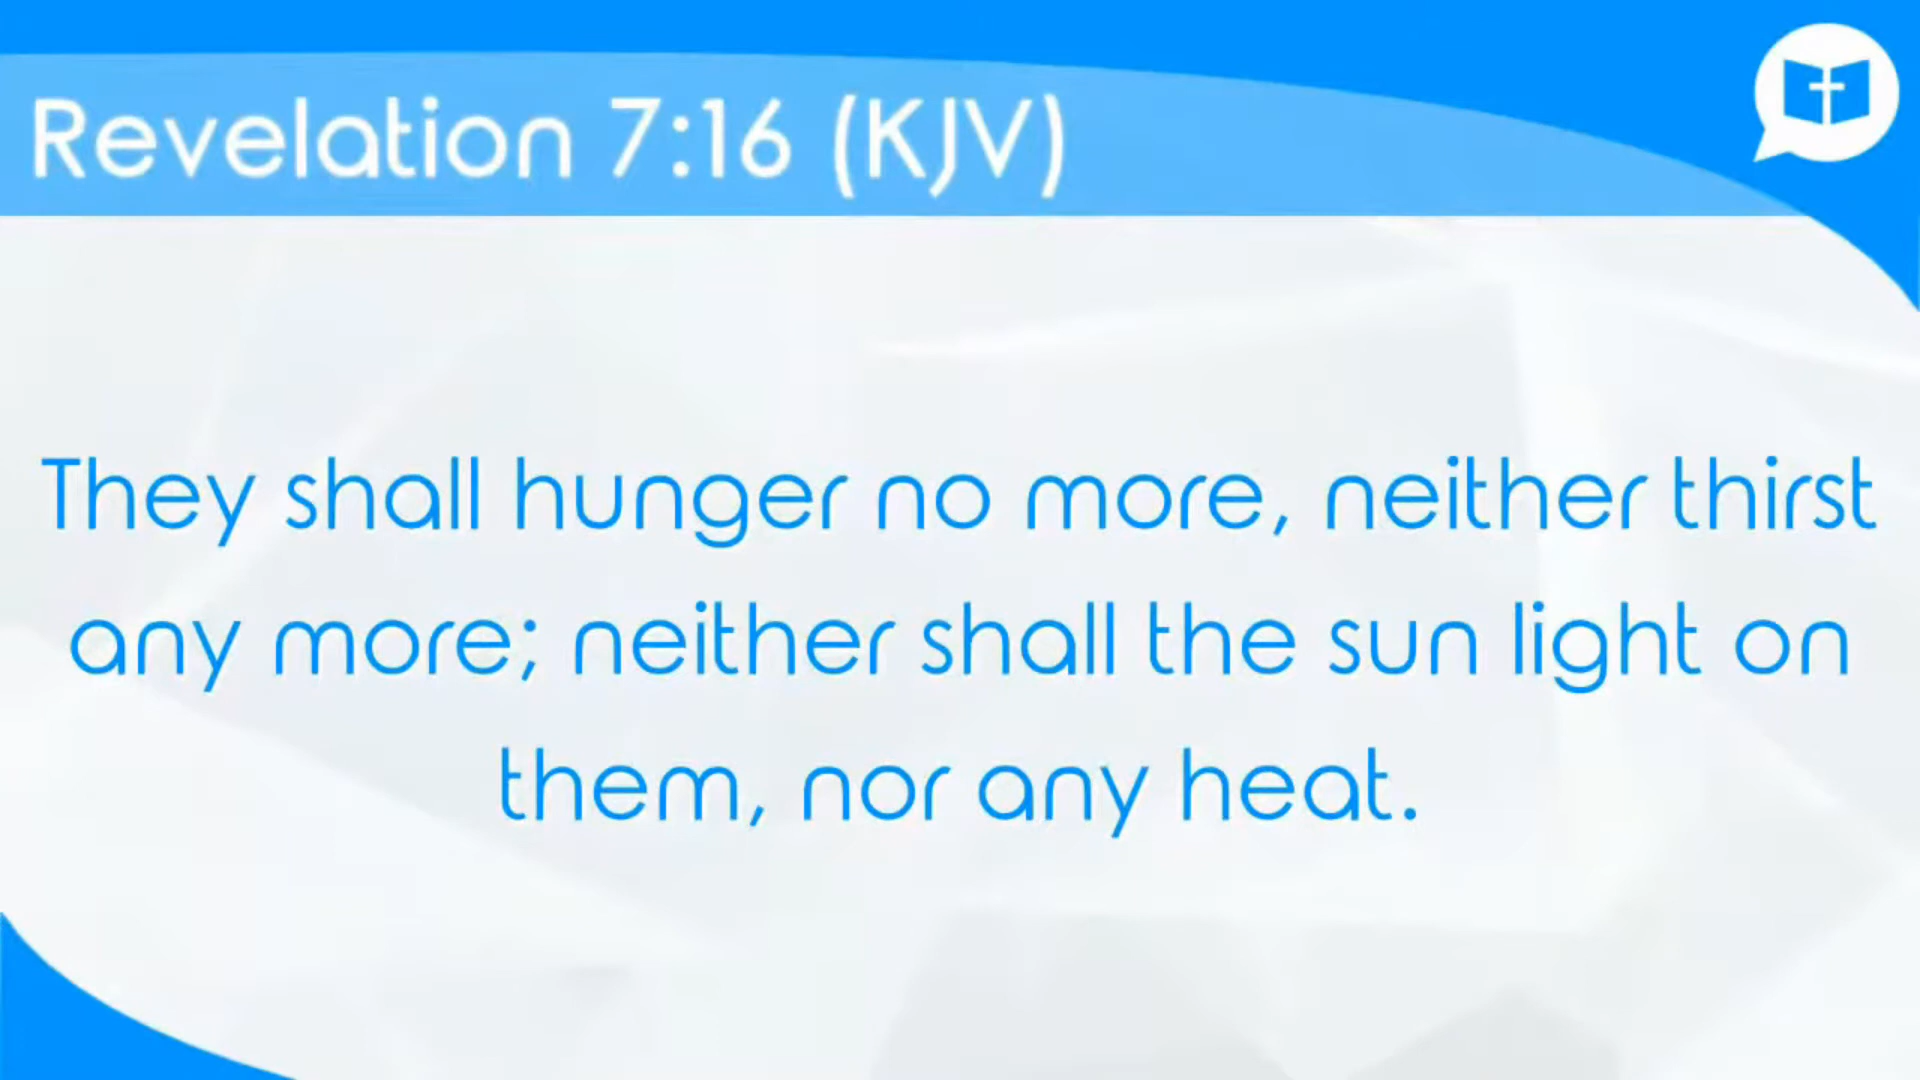 Revelation 7:16 (KJV)
They shall hunger no more, neither thirst
any more; neither shall the sun light on
them, nor any heat.